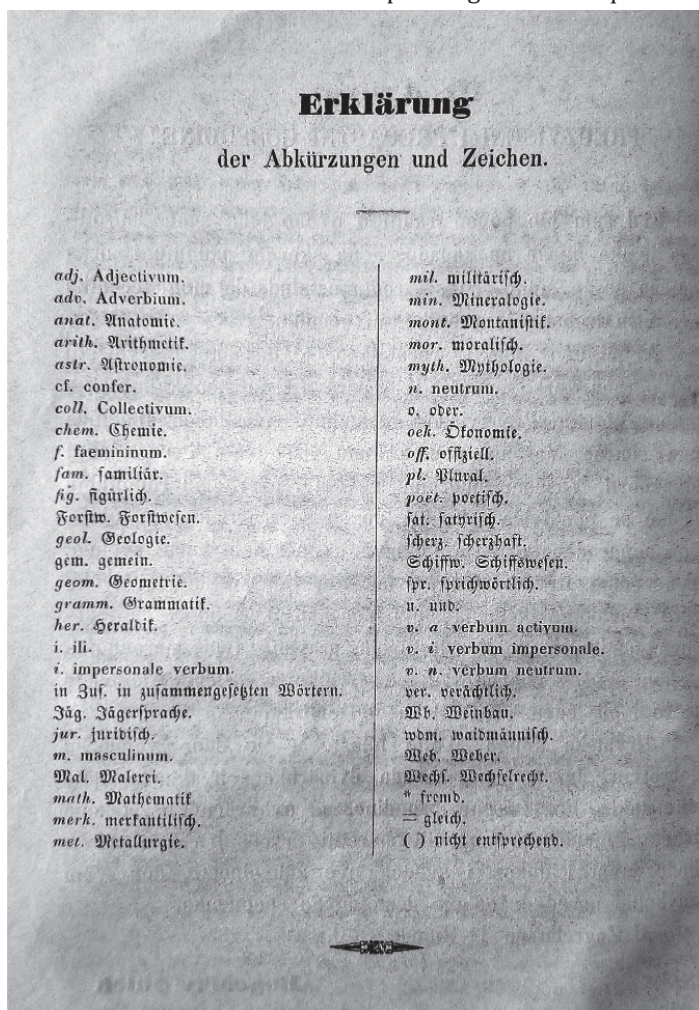 Erklärung
der Abkürzungen und Zeichen.
adj. Adjectivum.
adv. Adverbium.
anat. Anatomie.
arith. Arithmetik.
astr. Astronomie.
cf. confer.
coll. Collectivum.
chem. Chemie.
f. faemininum.
fam. familiär.
fig. figürlich.
Forstw. Forstwesen.
geol. Geologie.
gem. gemein.
geom. Geometrie.
gramm. Grammatik.
her. Heraldik.
i. ili.
i. impersonale verbum.
in Zus. in zusammengesetzten Wörtern.
Jäg. Jägersprache.
jur. juridisch.
m. masculinum.
Mal. Malerei.
math. Mathematik
merk. merkantilisch.
met. Metallurgie.
mil. militärisch.
min. Mineralogie.
mont. Montanistik.
mor. moralisch.
myth. Mythologie.
n. neutrum.
o. oder.
oek. Ökonomie.
off. offiziell.
pl. Plural.
poet. poetisch.
sat. satyrisch.
scherz. scherzhaft.
Schiffw. Schiffswesen.
spr. sprichwörtlich.
u. und.
v. a verbum activum.
v. i verbum impersonale.
v. n. verbum neutrum.
ver. verächtlich.
Wb. Weinbau.
wdm. waidmännisch.
Web. Weber.
Wechs. Wechselrecht.
* fremd.
= gleich.
( ) nicht entsprechend.